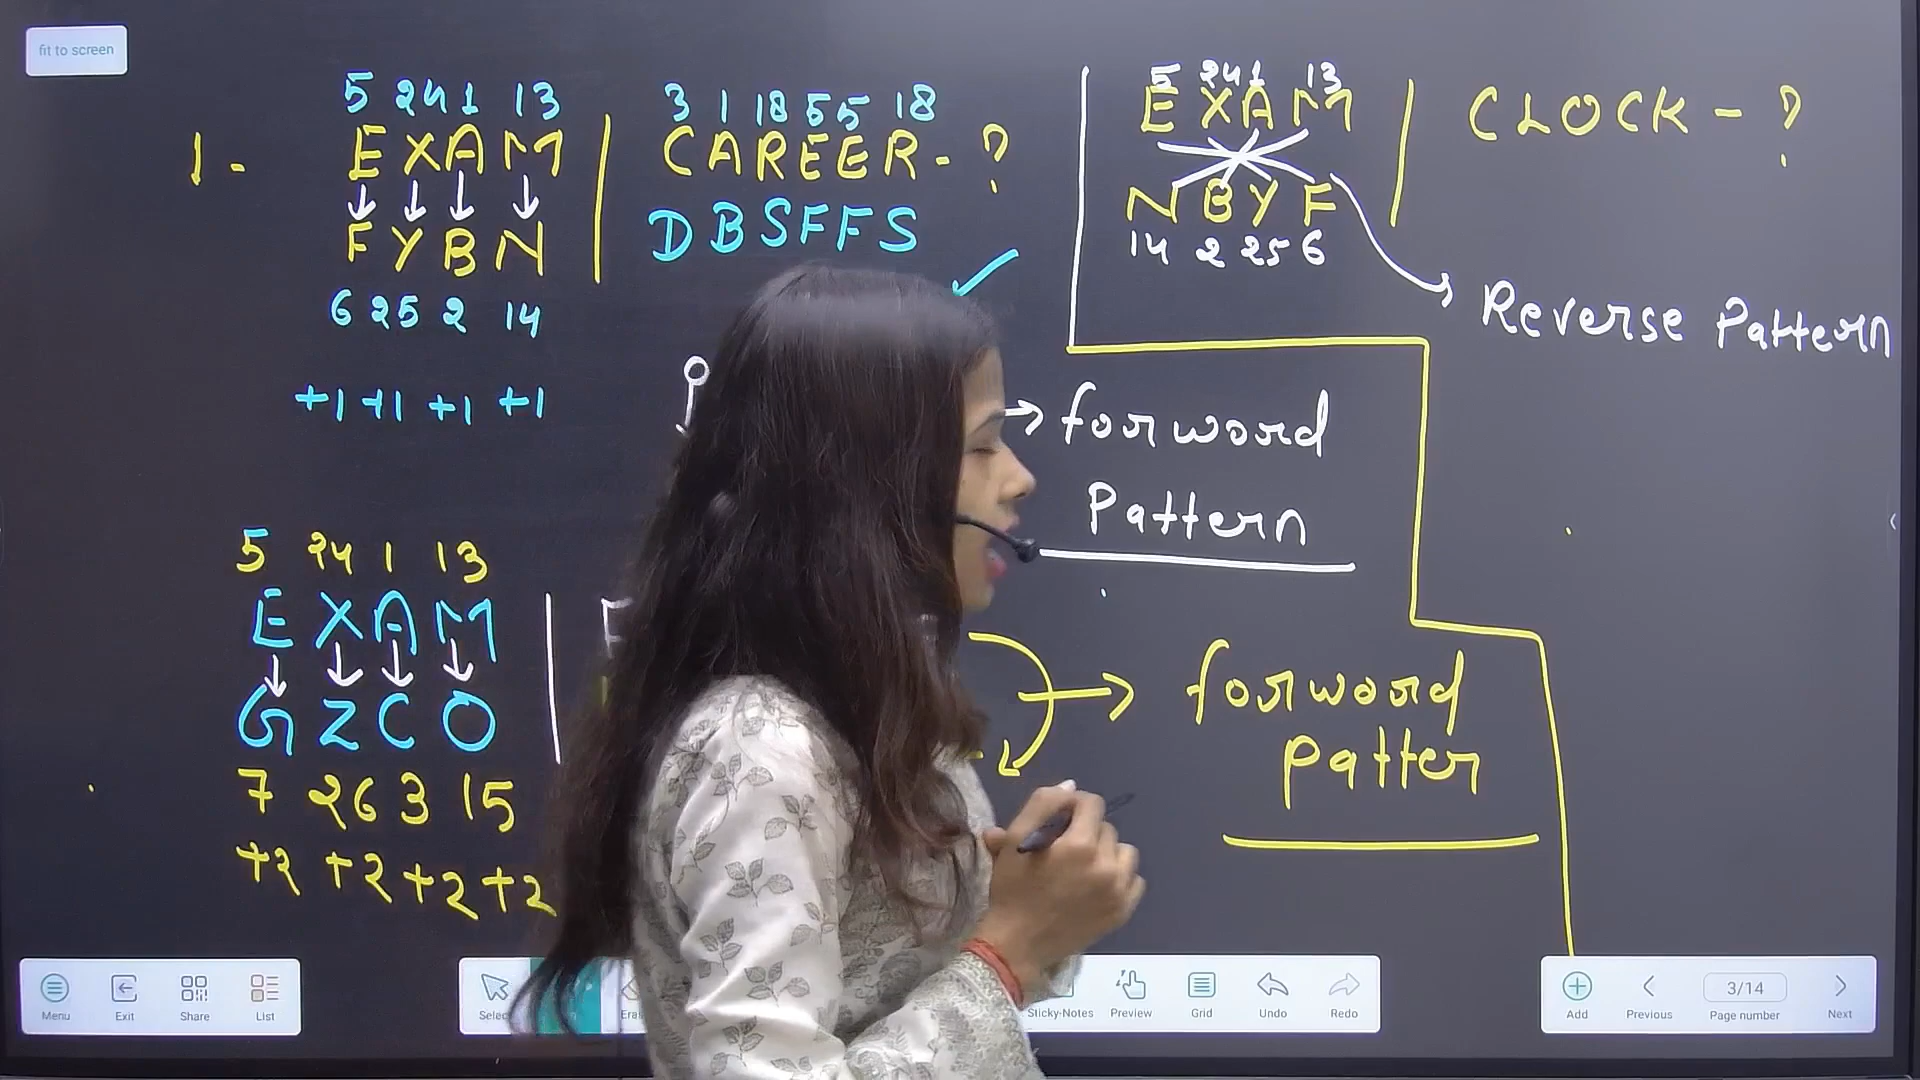 fit to screen
5 24 1 13
1 - EXAM
FYBN
6 25 2 14
+1 +1 +1 +1
3 1 18 5 5 18
CAREER - ?
DBSFFS
5 24 1 13
EXAM
NBYF
14 2 25 6
CLOCK - ?
Reverse Pattern
forword
Pattern
5 24 1 13
EXAM
GZCO
7 26 3 15
+2 +2 +2 +2
forword
Patter
Menu
Exit
Share
List
Sticky-Notes
Preview
Grid
Undo
Redo
Add
Previous
3/14
Page number
Next